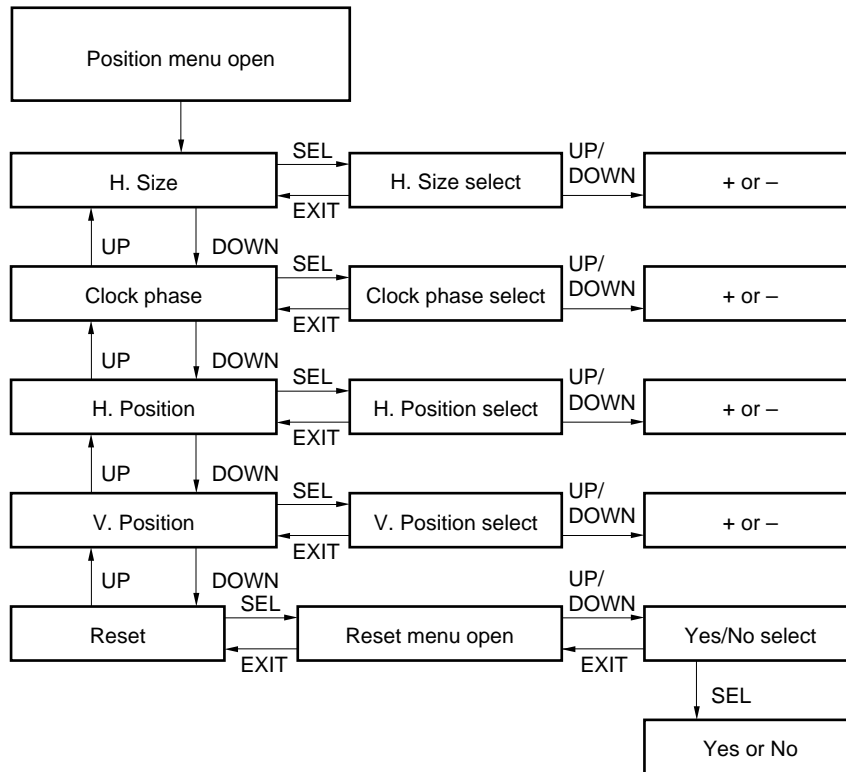 Position menu open
SEL
UP/
DOWN
H. Size
H. Size select
+ or –
EXIT
UP
DOWN
SEL
UP/
DOWN
Clock phase
Clock phase select
+ or –
EXIT
UP
DOWN
SEL
UP/
DOWN
H. Position
H. Position select
+ or –
EXIT
UP
DOWN
SEL
UP/
DOWN
V. Position
V. Position select
+ or –
EXIT
UP
DOWN
SEL
UP/
DOWN
Reset
Reset menu open
Yes/No select
EXIT
EXIT
SEL
Yes or No